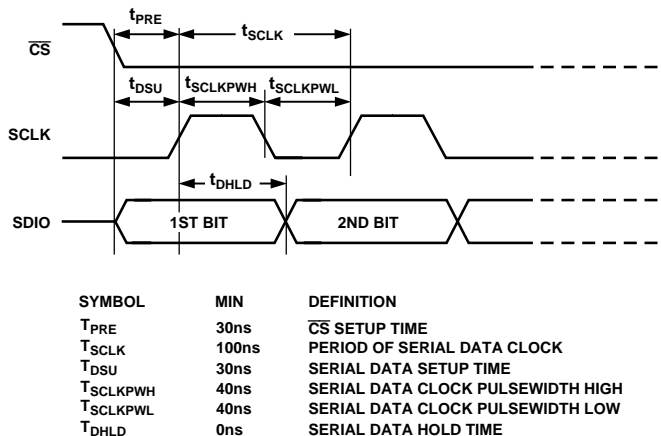 tPRE
tSCLK
CS
tDSU
tSCLKPWH
tSCLKPWL
SCLK
tDHLD
SDIO
1ST BIT
2ND BIT
SYMBOL MIN DEFINITION
TPRE 30ns CS SETUP TIME
TSCLK 100ns PERIOD OF SERIAL DATA CLOCK
TDSU 30ns SERIAL DATA SETUP TIME
TSCLKPWH 40ns SERIAL DATA CLOCK PULSEWIDTH HIGH
TSCLKPWL 40ns SERIAL DATA CLOCK PULSEWIDTH LOW
TDHLD 0ns SERIAL DATA HOLD TIME